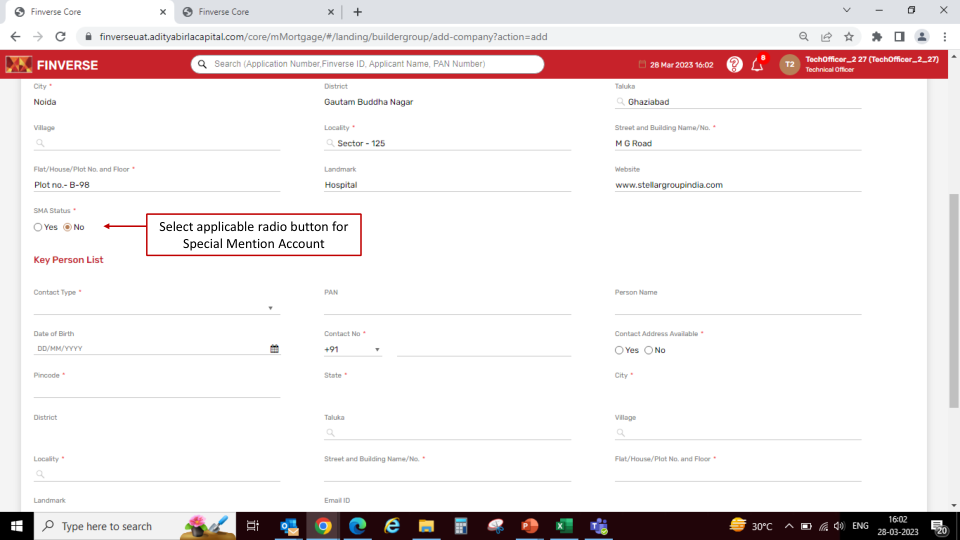 Finverse Core
Finverse Core
finverseuat.adityabirlacapital.com/core/mMortgage/#/landing/buildergroup/add-company?action=add
FINVERSE
Search (Application Number,Finverse ID, Applicant Name, PAN Number)
28 Mar 2023 16:02
8
T2
TechOfficer_2 27 (TechOfficer_2_27)
Technical Officer
City * District Taluka
Noida Gautam Buddha Nagar Ghaziabad
Village Locality * Street and Building Name/No. *
Sector - 125 M G Road
Flat/House/Plot No. and Floor * Landmark Website
Plot no.- B-98 Hospital www.stellargroupindia.com
SMA Status *
Yes No
Select applicable radio button for
Special Mention Account
Key Person List
Contact Type * PAN Person Name
Date of Birth Contact No * Contact Address Available *
DD/MM/YYYY +91 Yes No
Pincode * State * City *
District Taluka Village
Locality * Street and Building Name/No. * Flat/House/Plot No. and Floor *
Landmark Email ID
Type here to search
30°C
ENG
16:02
28-03-2023
20